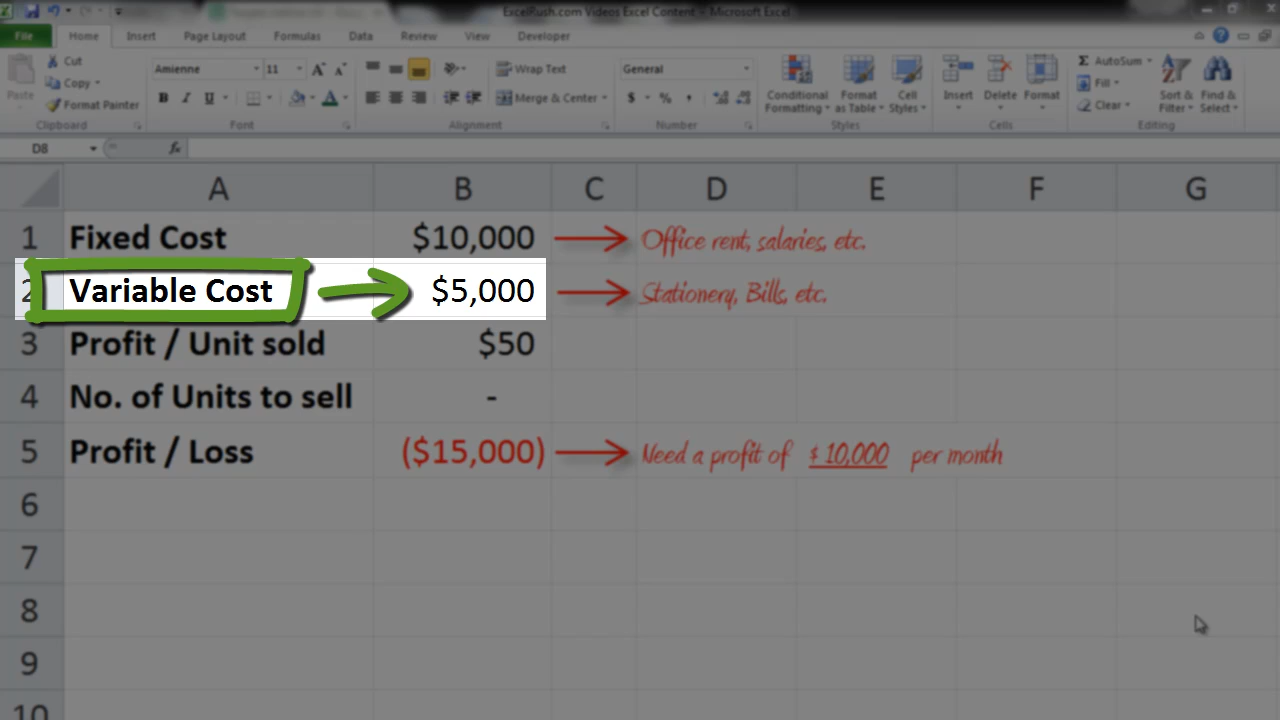 ExcelRush.com Videos Excel Content - Microsoft Excel
File Home Insert Page Layout Formulas Data Review View Developer
Cut Amienne 11 Wrap Text General AutoSum
Paste Copy Fill
Format Painter B I U Merge & Center $ % , Conditional Formatting Format as Table Cell Styles Insert Delete Format Clear Sort & Filter Find & Select
Clipboard Font Alignment Number Styles Cells Editing
D8 fx
A B C D E F G
1 Fixed Cost $10,000 Office rent, salaries, etc.
2 Variable Cost $5,000 Stationery, Bills, etc.
3 Profit / Unit sold $50
4 No. of Units to sell -
5 Profit / Loss ($15,000) Need a profit of $ 10,000 per month
6
7
8
9
10